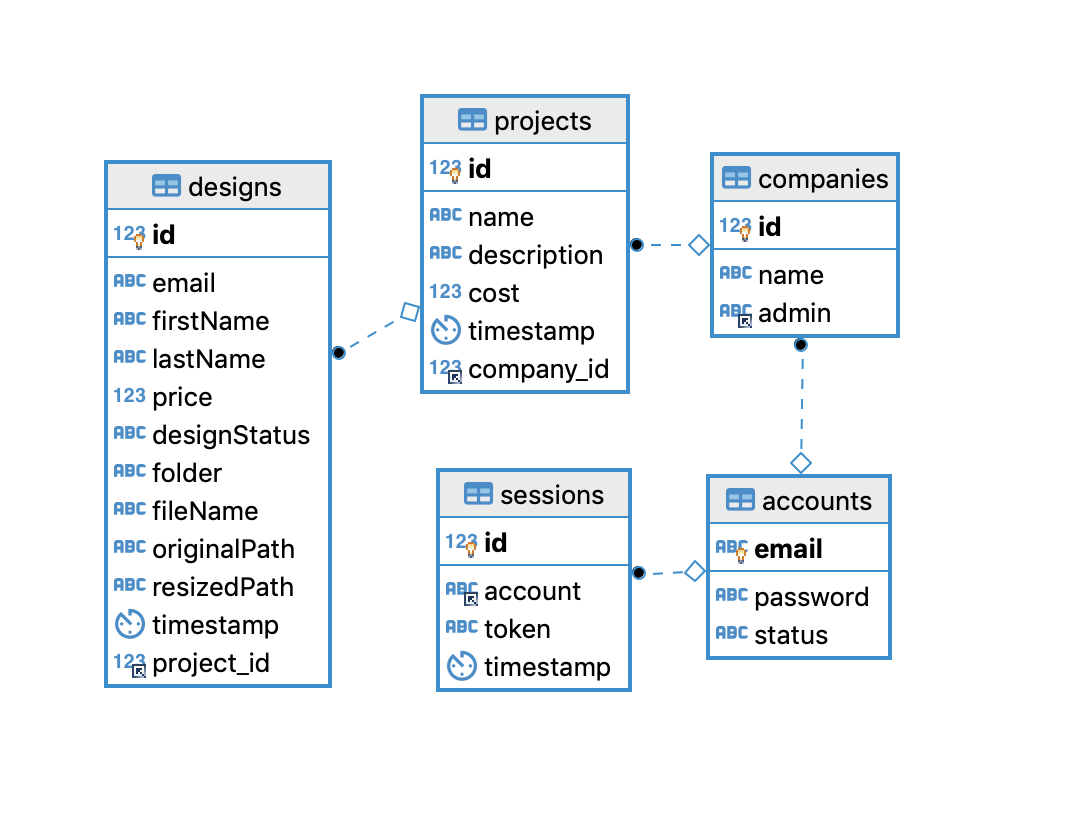 designs
123 id
ABC email
ABC firstName
ABC lastName
123 price
ABC designStatus
ABC folder
ABC fileName
ABC originalPath
ABC resizedPath
timestamp
123 project_id
projects
123 id
ABC name
ABC description
123 cost
timestamp
123 company_id
companies
123 id
ABC name
ABC admin
sessions
123 id
ABC account
ABC token
timestamp
accounts
ABC email
ABC password
ABC status